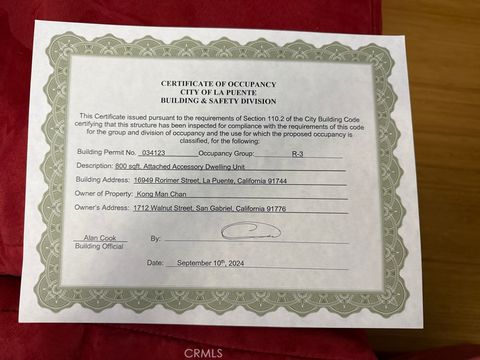 CERTIFICATE OF OCCUPANCY
CITY OF LA PUENTE
BUILDING & SAFETY DIVISION
This Certificate issued pursuant to the requirements of Section 110.2 of the City Building Code
certifying that this structure has been inspected for compliance with the requirements of this code
for the group and division of occupancy and the use for which the proposed occupancy is
classified, for the following:
Building Permit No. 034123 Occupancy Group: R-3
Description: 800 sqft. Attached Accessory Dwelling Unit
Building Address: 16949 Rorimer Street, La Puente, California 91744
Owner of Property: Kong Man Chan
Owner's Address: 1712 Walnut Street, San Gabriel, California 91776
Alan Cook By:
Building Official
Date: September 10th, 2024
CRMLS